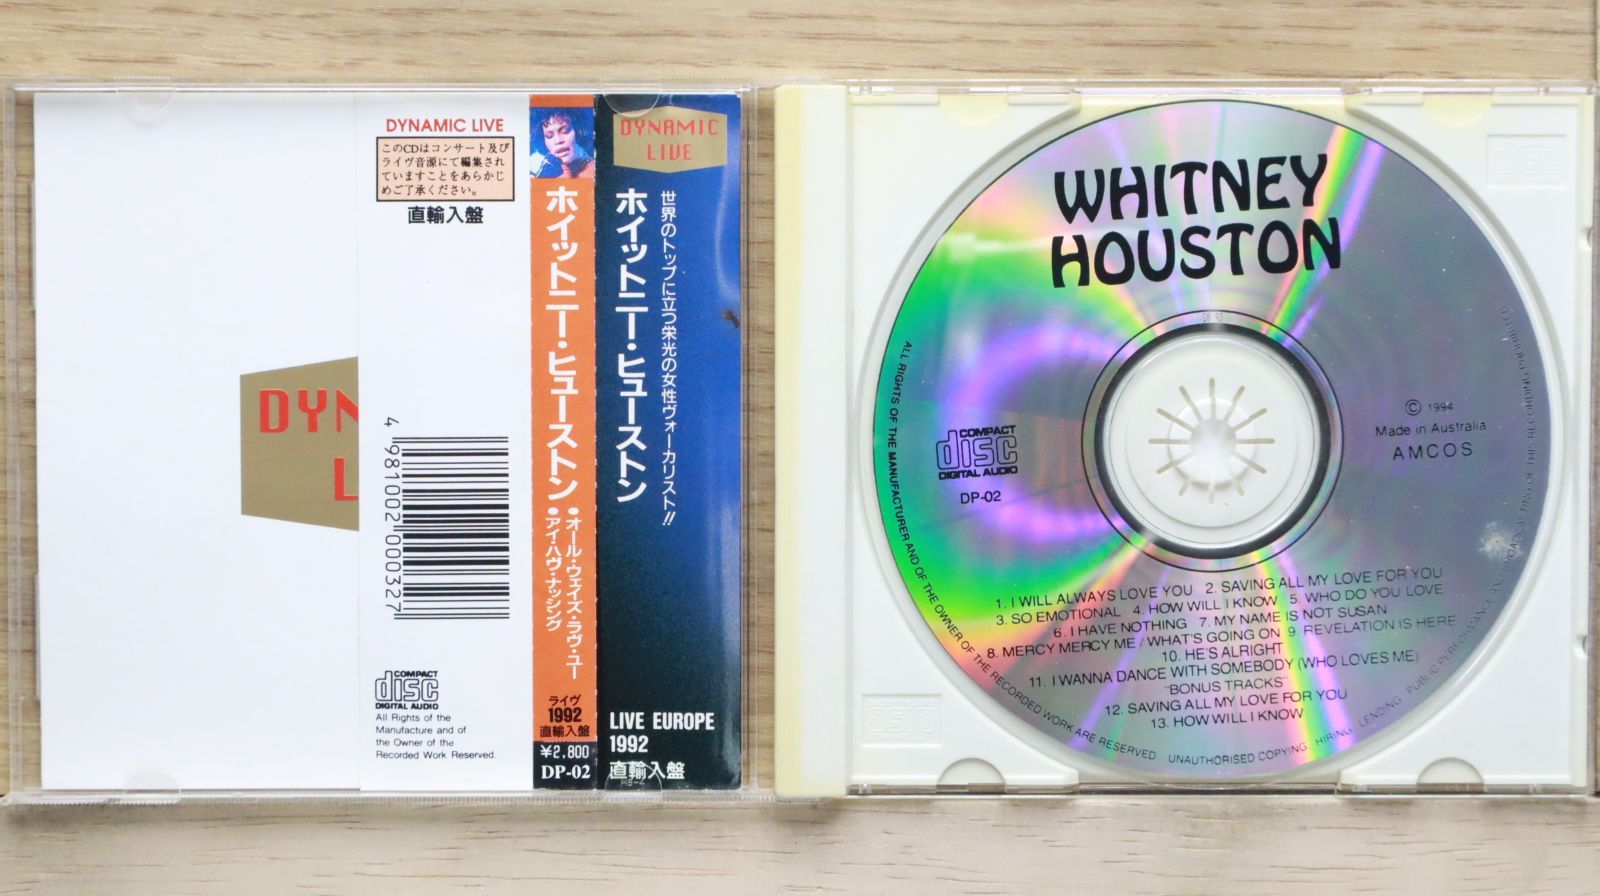 DYN
L
DYNAMIC LIVE
このCDはコンサート及び
ライヴ音源にて編集され
ていますことをあらかじ
めご了承ください。
直輸入盤
4 981002 000327
COMPACT
disc
DIGITAL AUDIO
All Rights of the
Manufacture and of
the Owner of the
Recorded Work Reserved.
ホイットニー・ヒューストン・オール・ウェイズ・ラヴ・ユー
アイ・ハヴ・ナッシング
ライヴ
1992
直輸入盤
¥2,800
DP-02
DYNAMIC
LIVE
世界のトップに立つ栄光の女性ヴォーカリスト!!
ホイットニー・ヒューストン
LIVE EUROPE
1992
直輸入盤
WHITNEY
HOUSTON
COMPACT
disc
DIGITAL AUDIO
DP-02
© 1994
Made in Australia
AMCOS
1. I WILL ALWAYS LOVE YOU 2. SAVING ALL MY LOVE FOR YOU
3. SO EMOTIONAL 4. HOW WILL I KNOW 5. WHO DO YOU LOVE
6. I HAVE NOTHING 7. MY NAME IS NOT SUSAN
8. MERCY MERCY ME / WHAT'S GOING ON 9. REVELATION IS HERE
10. HE'S ALRIGHT
11. I WANNA DANCE WITH SOMEBODY (WHO LOVES ME)
"BONUS TRACKS"
12. SAVING ALL MY LOVE FOR YOU
13. HOW WILL I KNOW
ALL RIGHTS OF THE MANUFACTURER AND OF THE OWNER OF THE RECORDED WORK ARE RESERVED. UNAUTHORISED COPYING HIRING LENDING PUBLIC PERFORMANCE AND BROADCASTING OF THIS RECORDING PROHIBITED